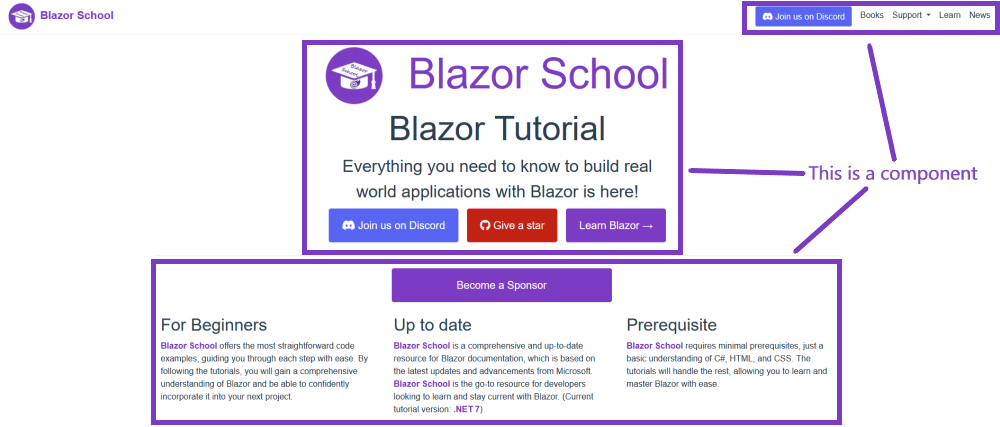 Blazor School
Join us on Discord Books Support Learn News
Blazor School
Blazor School
Blazor Tutorial
Everything you need to know to build real
world applications with Blazor is here!
Join us on Discord Give a star Learn Blazor →
This is a component
Become a Sponsor
For Beginners
Blazor School offers the most straightforward code
examples, guiding you through each step with ease. By
following the tutorials, you will gain a comprehensive
understanding of Blazor and be able to confidently
incorporate it into your next project.
Up to date
Blazor School is a comprehensive and up-to-date
resource for Blazor documentation, which is based on
the latest updates and advancements from Microsoft.
Blazor School is the go-to resource for developers
looking to learn and stay current with Blazor. (Current
tutorial version: .NET 7)
Prerequisite
Blazor School requires minimal prerequisites, just a
basic understanding of C#, HTML, and CSS. The
tutorials will handle the rest, allowing you to learn and
master Blazor with ease.